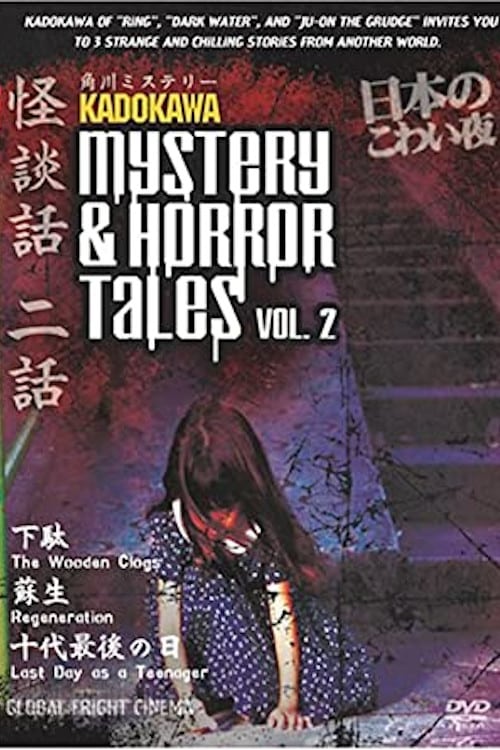 KADOKAWA OF "RING", "DARK WATER", AND "JU-ON THE GRUDGE" INVITES YOU
TO 3 STRANGE AND CHILLING STORIES FROM ANOTHER WORLD.
角川ミステリー
KADOKAWA
mystery
& HORROR
Tales VOL. 2
怪談話 二話
日本の
こわい夜
下駄
The Wooden Clogs
蘇生
Regeneration
十代最後の日
Last Day as a Teenager
GLOBAL FRIGHT CINEMA
DVD
VIDEO